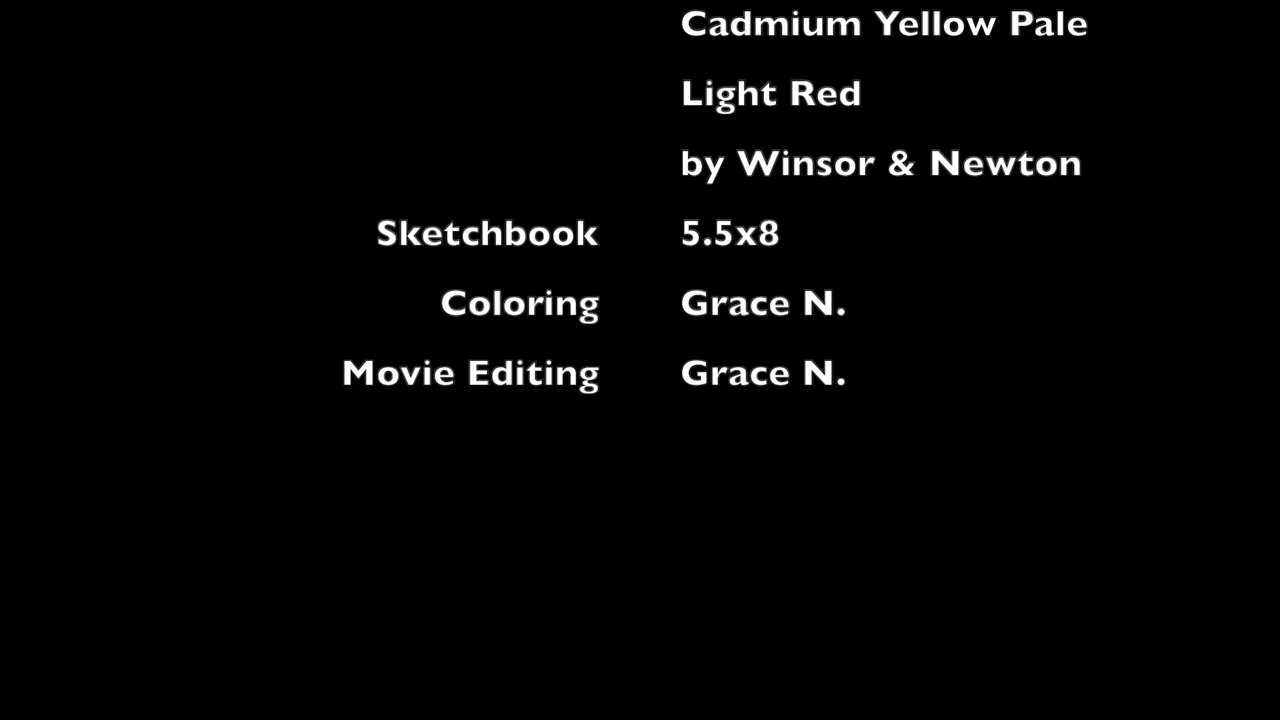 Cadmium Yellow Pale
Light Red
by Winsor & Newton
Sketchbook 5.5x8
Coloring Grace N.
Movie Editing Grace N.